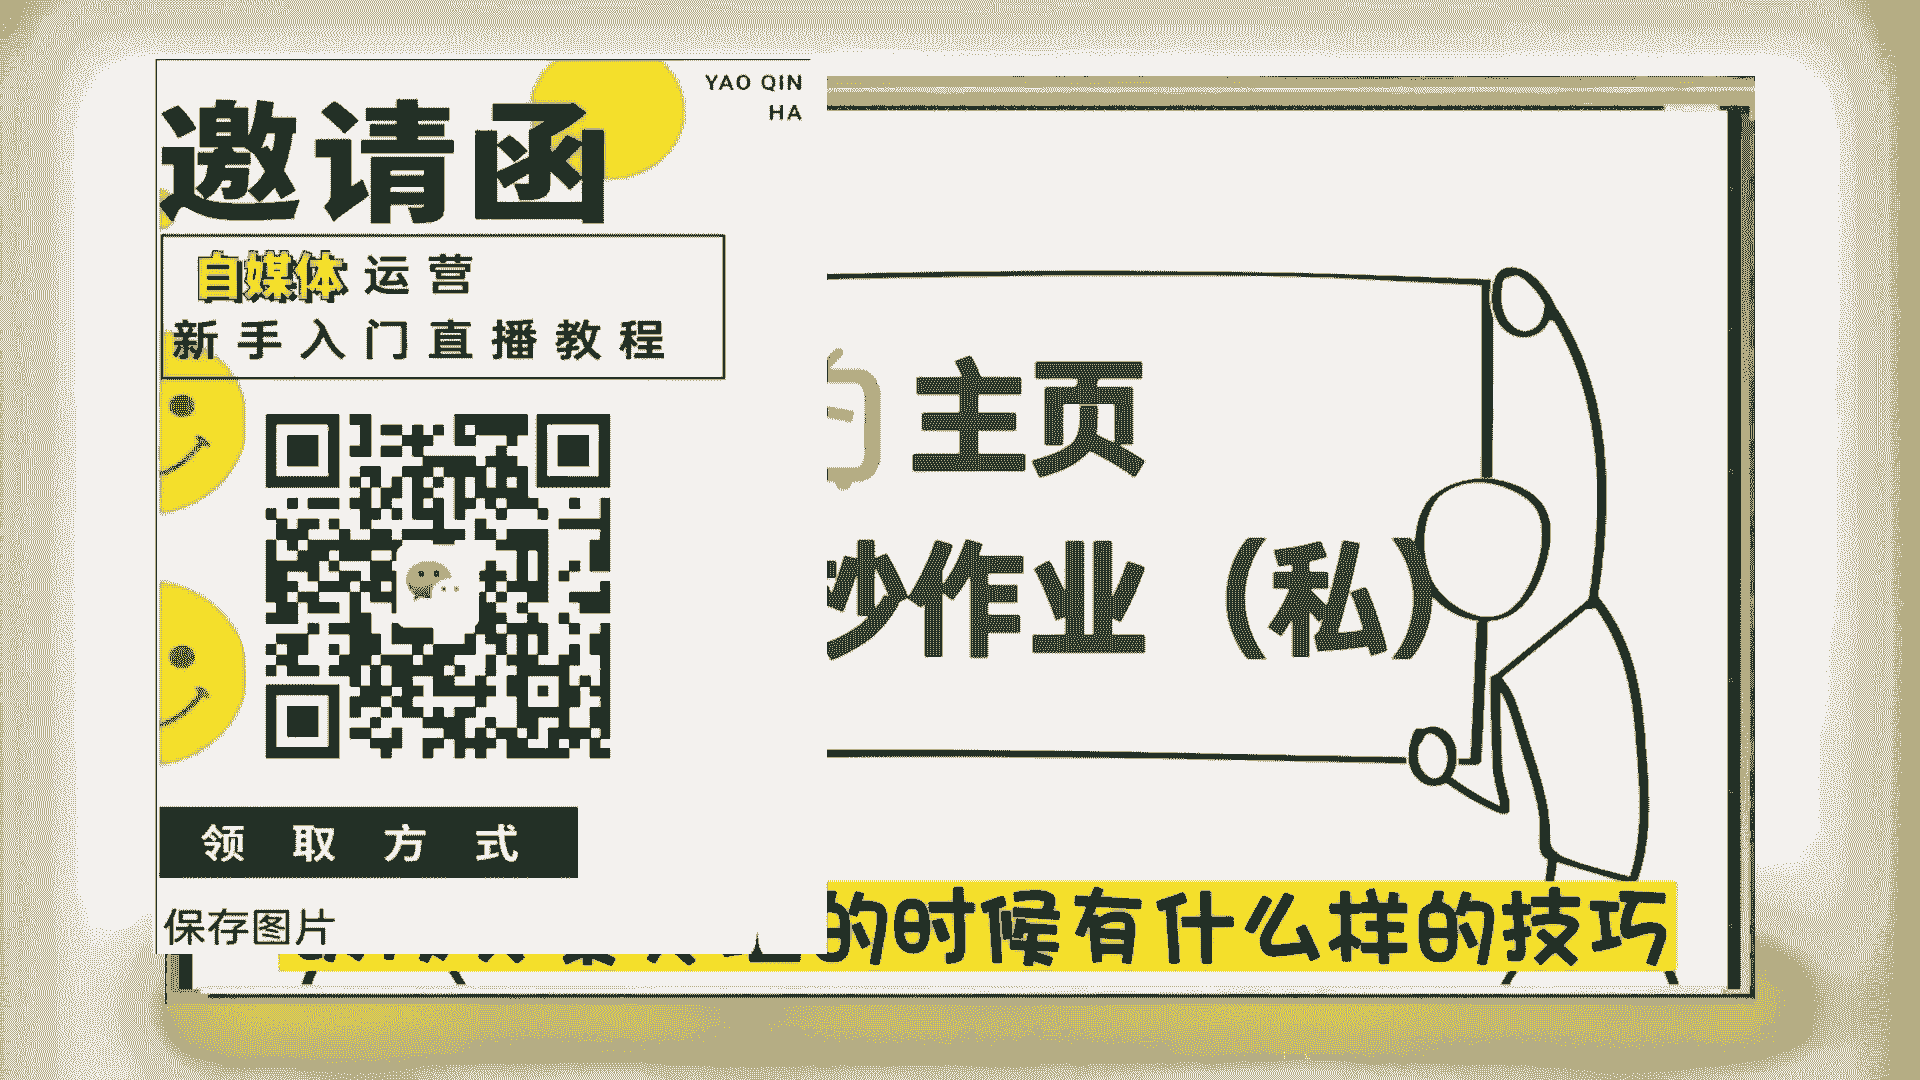 YAO QIN
HA
邀请函
自媒体 运营
新手入门直播教程
主页
抄作业（私）
领取方式
保存图片
的时候有什么样的技巧